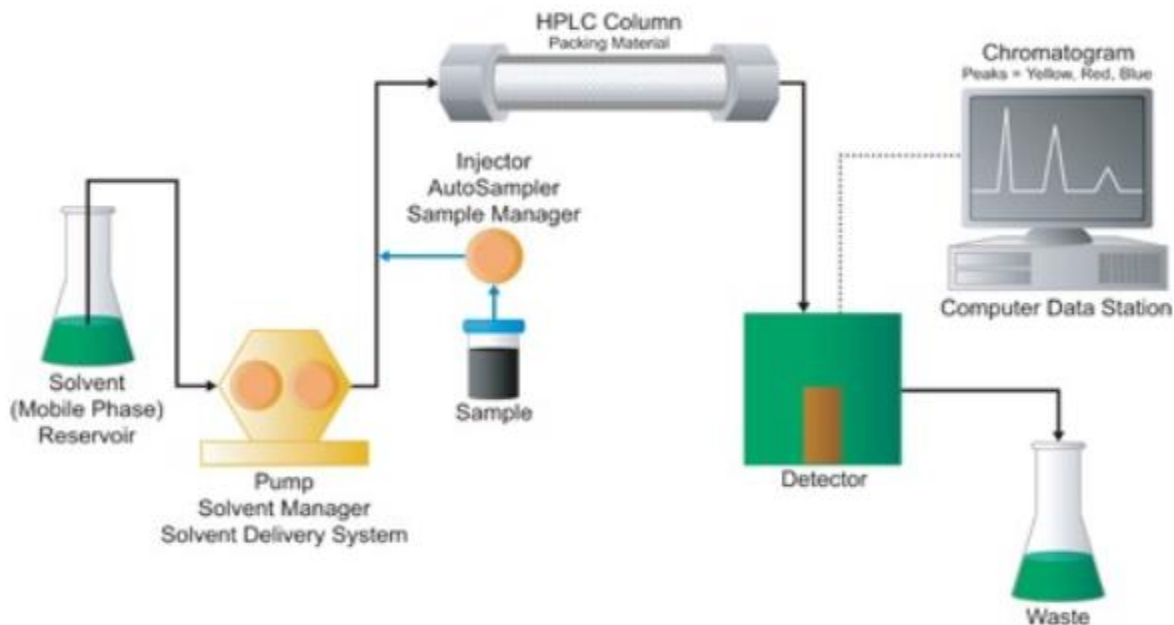 HPLC Column
Packing Material
Chromatogram
Peaks = Yellow, Red, Blue
Injector
AutoSampler
Sample Manager
Computer Data Station
Solvent
(Mobile Phase)
Reservoir
Sample
Pump
Solvent Manager
Solvent Delivery System
Detector
Waste